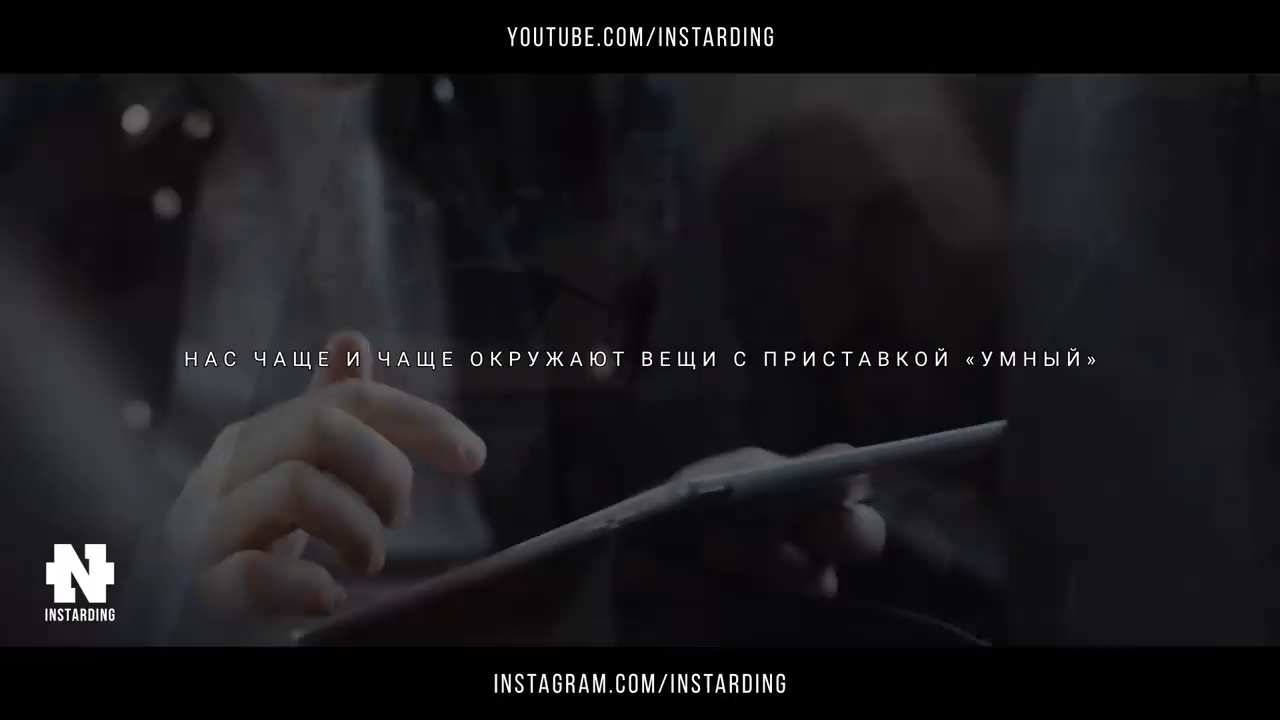 YOUTUBE.COM/INSTARDING
НАС ЧАЩЕ И ЧАЩЕ ОКРУЖАЮТ ВЕЩИ С ПРИСТАВКОЙ «УМНЫЙ»
N
INSTARDING
INSTAGRAM.COM/INSTARDING